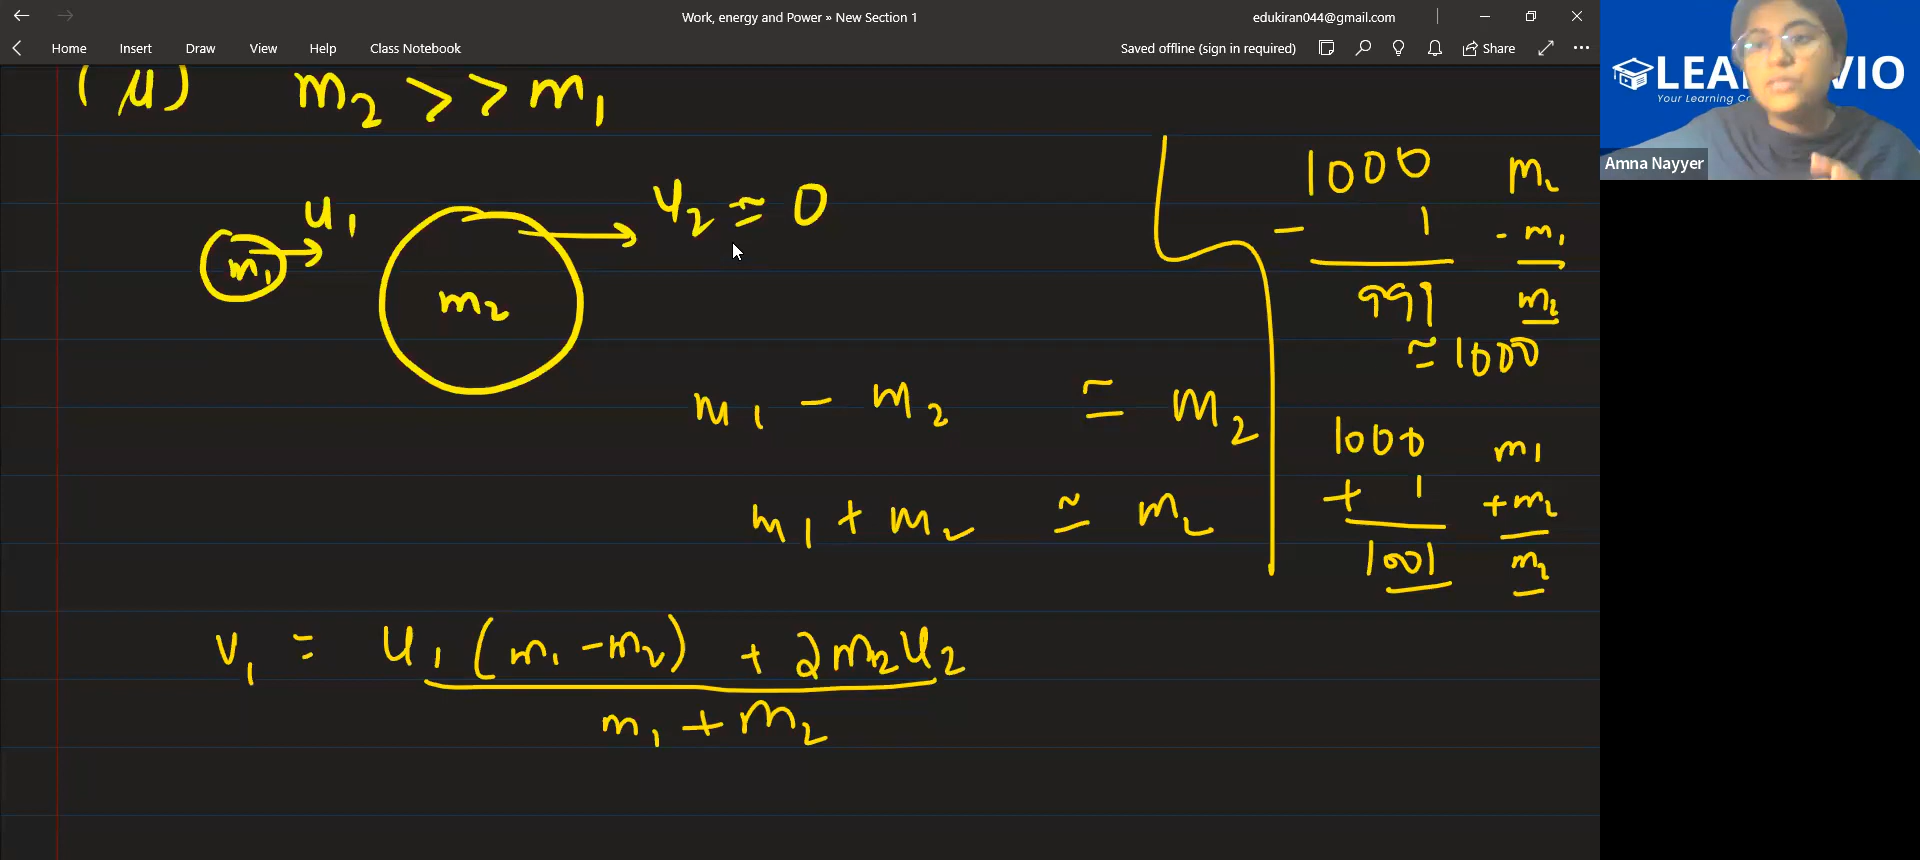 Work, energy and Power » New Section 1
edukiran044@gmail.com
Home Insert Draw View Help Class Notebook
Saved offline (sign in required)
Share
Your Learning
Amna Nayyer
m₂ >> m₁
u₁
m₁
m₂
u₂ ≃ 0
m₁ - m₂ ≅ m₂
m₁ + m₂ ≅ m₂
v₁ = u₁ (m₁ - m₂) + 2m₂u₂
m₁ + m₂
1000 m₂
- 1 - m₁
999 m₂
≃ 1000
1000 m₁
+ 1 + m₂
1001 m₂